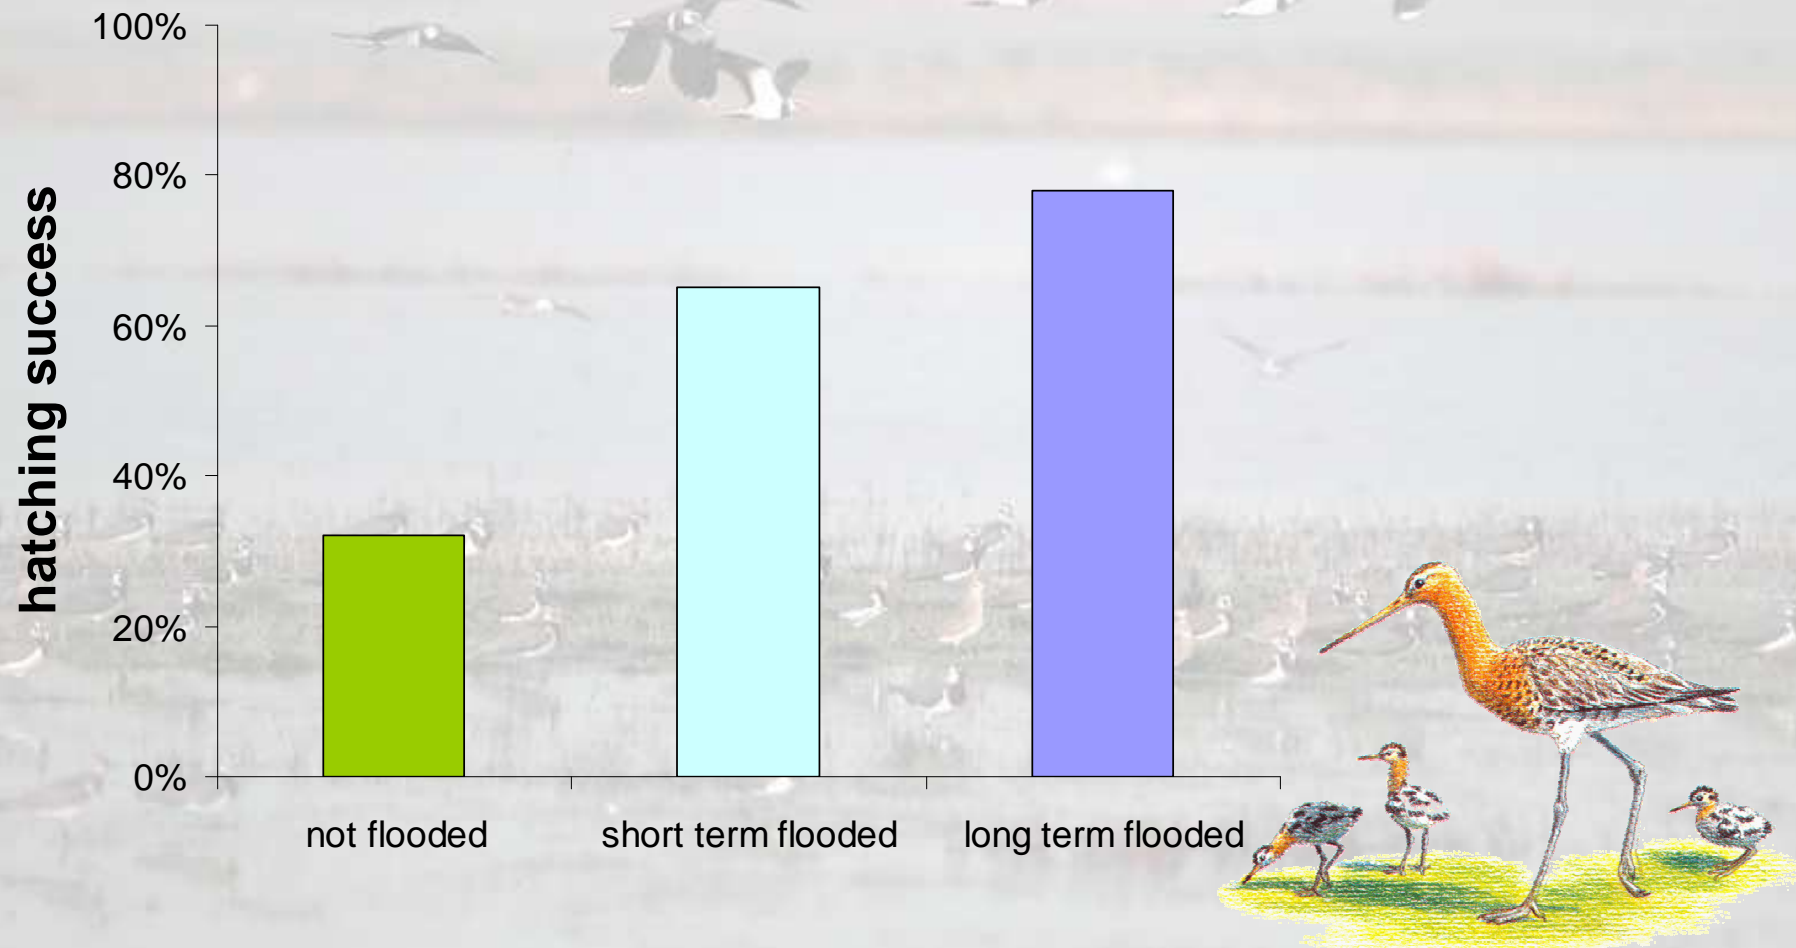 hatching success
100%
80%
60%
40%
20%
0%
not flooded
short term flooded
long term flooded